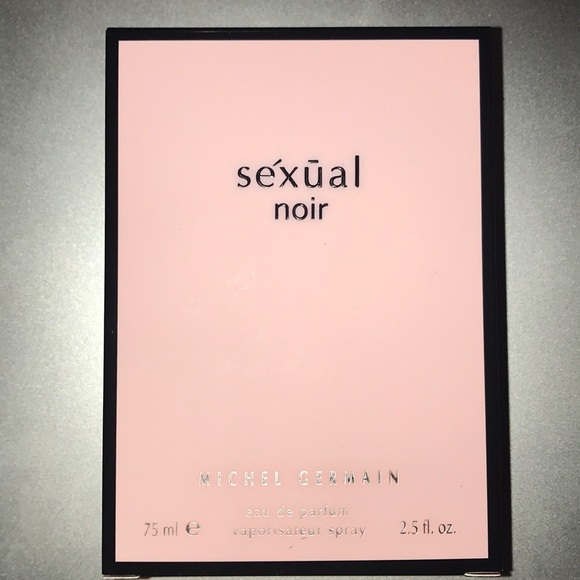 séxūal
noir
MICHEL GERMAIN
eau de parfum
75 ml ℮ vaporisateur spray 2.5 fl. oz.